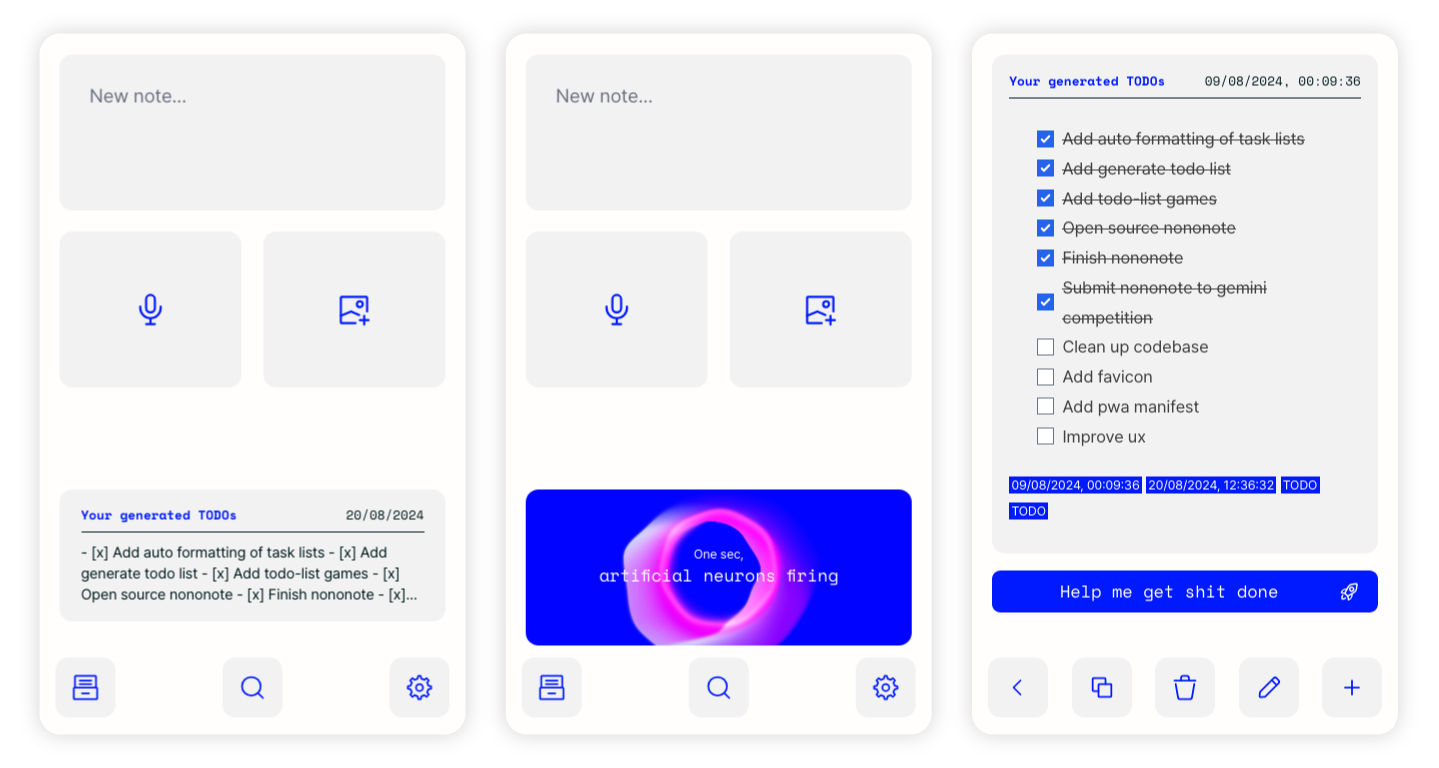 New note...
Your generated TODOs 20/08/2024
- [x] Add auto formatting of task lists - [x] Add
generate todo list - [x] Add todo-list games - [x]
Open source nononote - [x] Finish nononote - [x]...
New note...
One sec,
artificial neurons firing
Your generated TODOs 09/08/2024, 00:09:36
Add auto formatting of task lists
Add generate todo list
Add todo-list games
Open source nononote
Finish nononote
Submit nononote to gemini
competition
Clean up codebase
Add favicon
Add pwa manifest
Improve ux
09/08/2024, 00:09:36 20/08/2024, 12:36:32 TODO
TODO
Help me get shit done